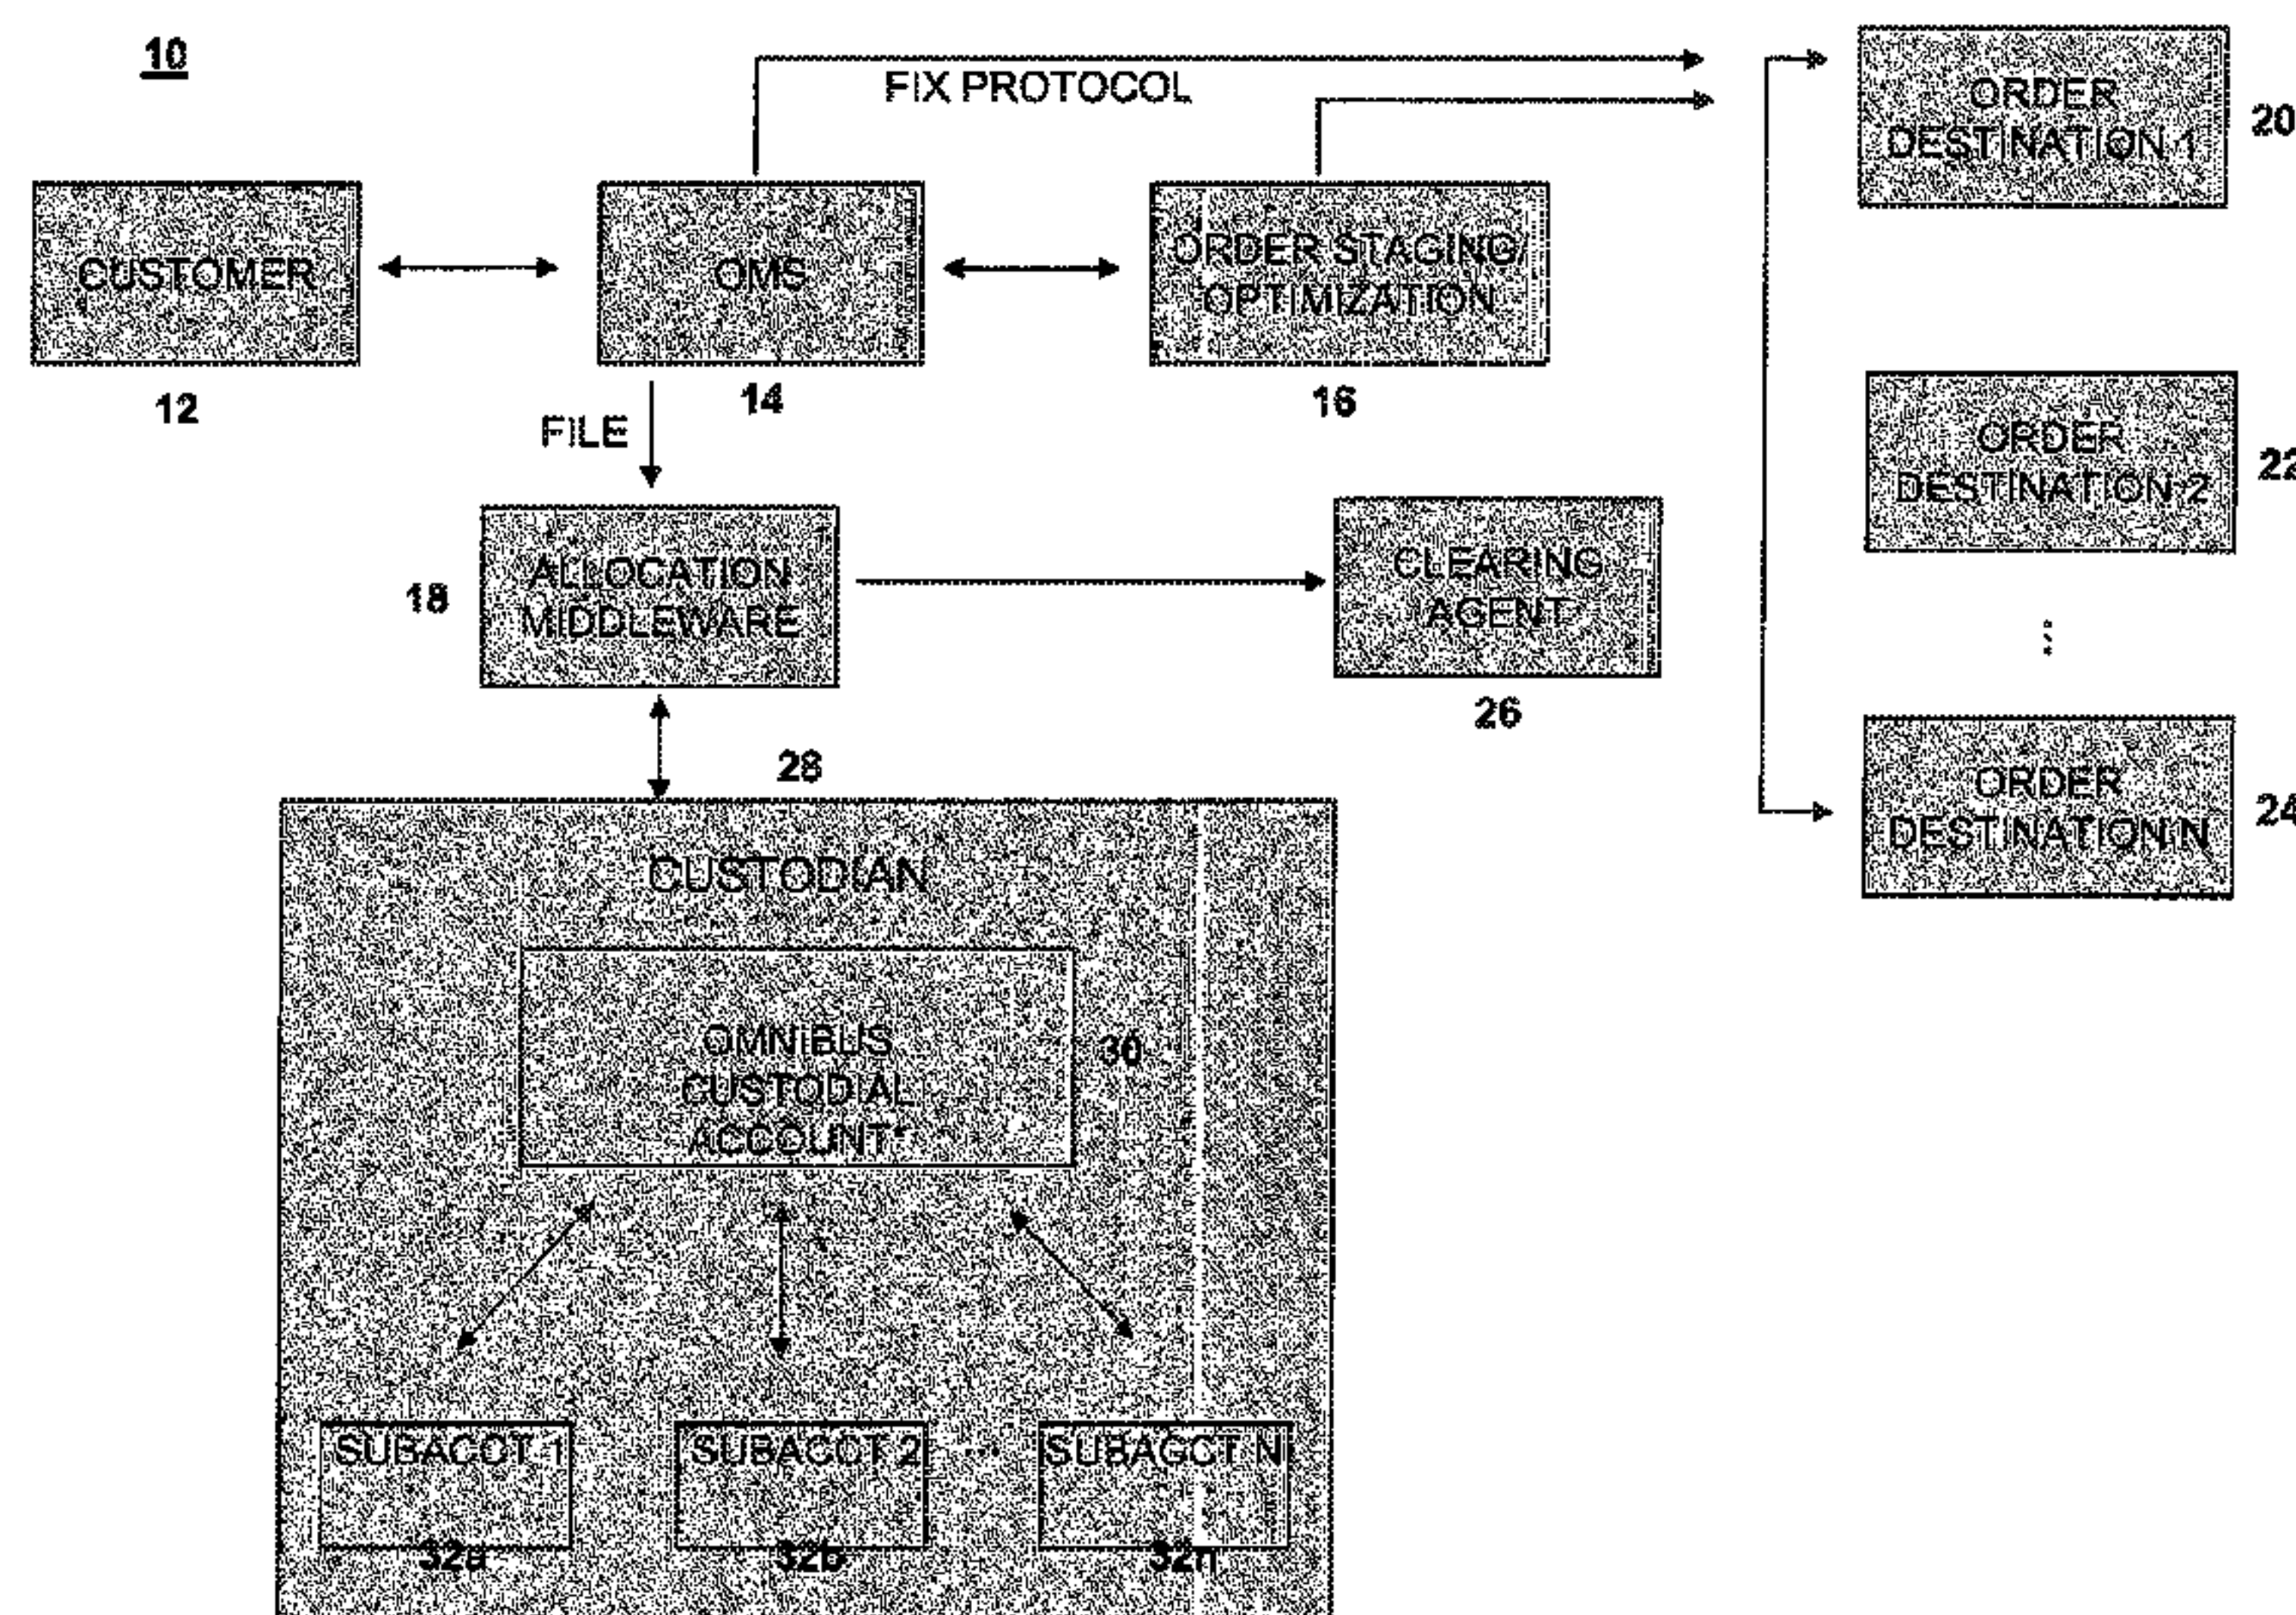 10
FIX PROTOCOL
ORDER
DESTINATION 1
20
CUSTOMER
OMS
ORDER STAGING/
OPTIMIZATION
12
14
16
FILE
ORDER
DESTINATION 2
22
ALLOCATION
MIDDLEWARE
18
CLEARING
AGENT
26
...
28
ORDER
DESTINATION N
24
CUSTODIAN
OMNIBUS
CUSTODIAL
ACCOUNT
30
SUBACCT 1
SUBACCT 2
...
SUBACCT N
32a
32b
32n